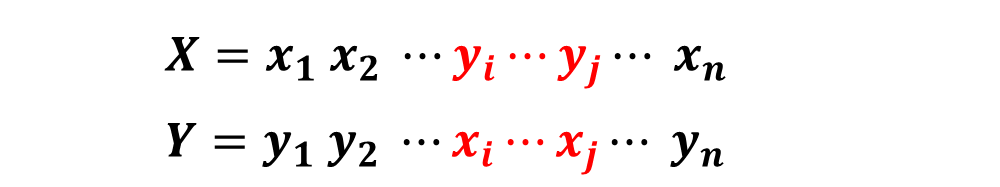 X = x₁ x₂ ⋯ yᵢ ⋯ yⱼ ⋯ xₙ
Y = y₁ y₂ ⋯ xᵢ ⋯ xⱼ ⋯ yₙ